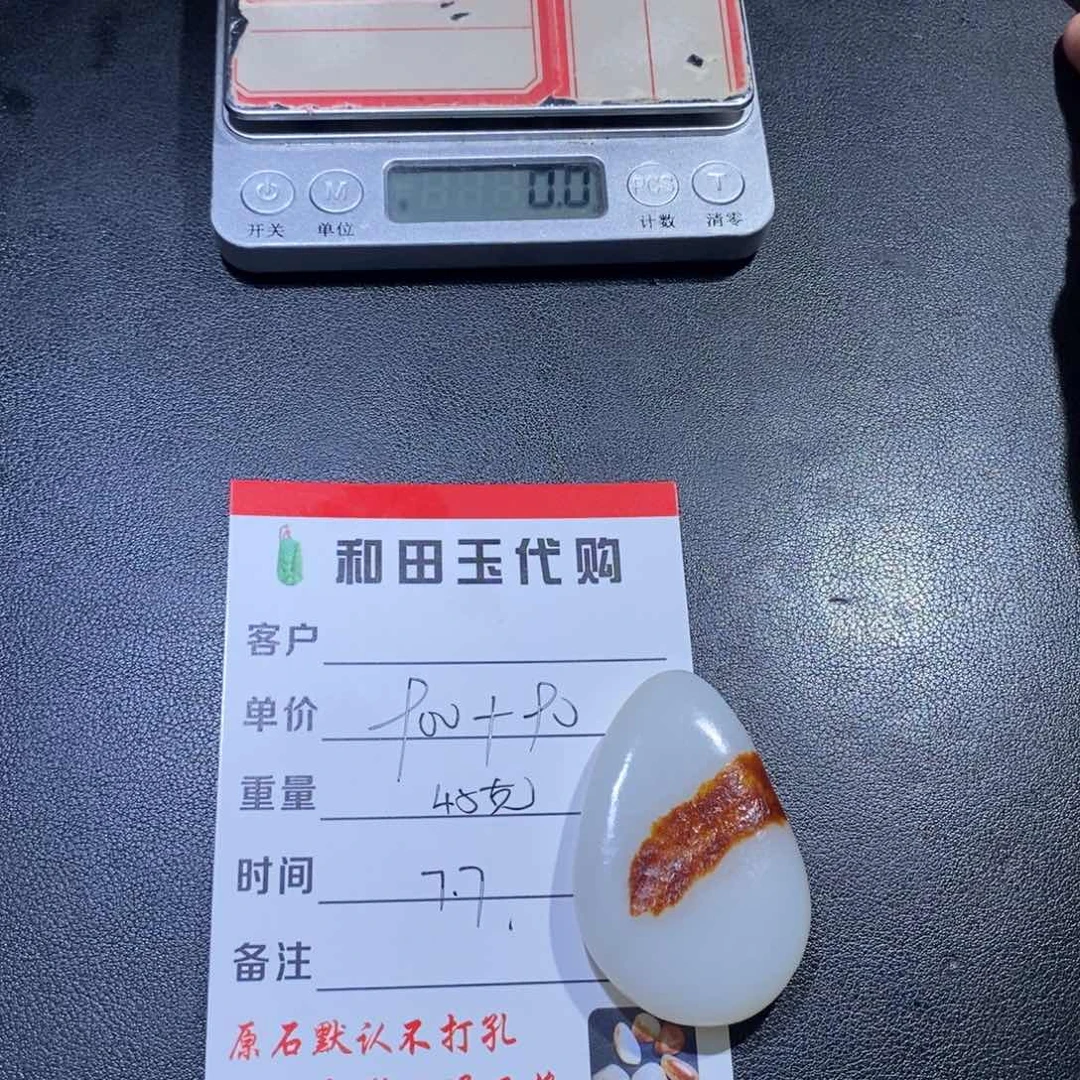 0.0
PCS T
M
开关 单位 计数 清零
和田玉代购
客户
单价
重量 45克
时间 7.7.
备注
原石默认不打孔